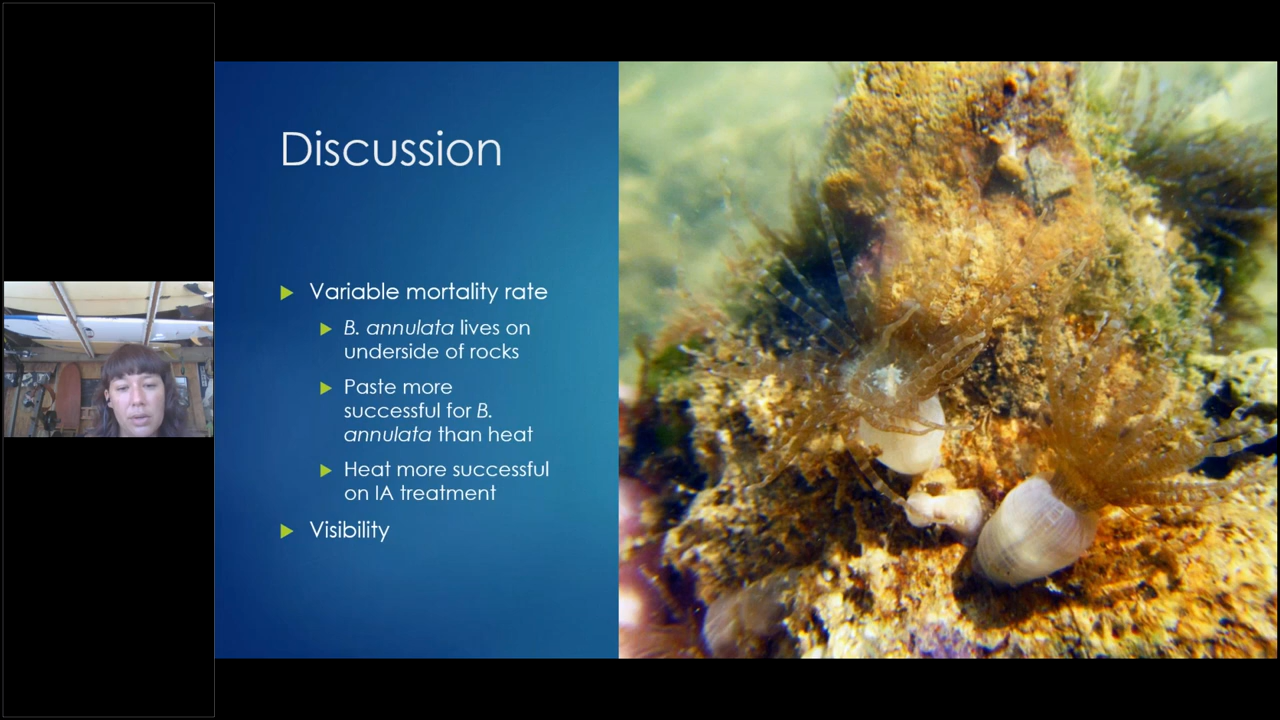 Discussion
Variable mortality rate
B. annulata lives on
underside of rocks
Paste more
successful for B.
annulata than heat
Heat more successful
on IA treatment
Visibility